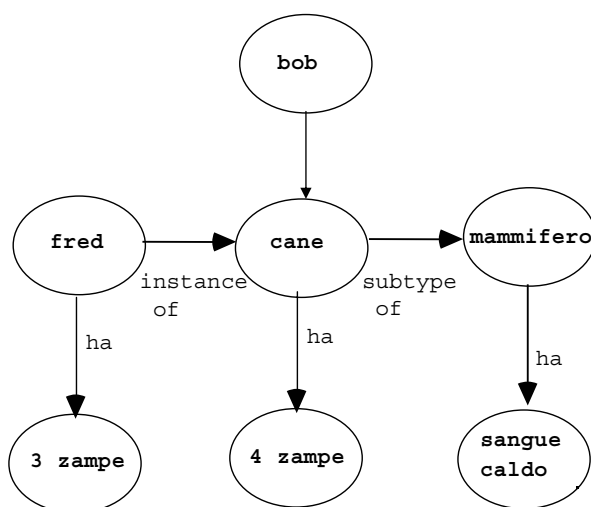 bob
fred
cane
mammifero
instance
of
subtype
of
ha
ha
ha
3 zampe
4 zampe
sangue
caldo